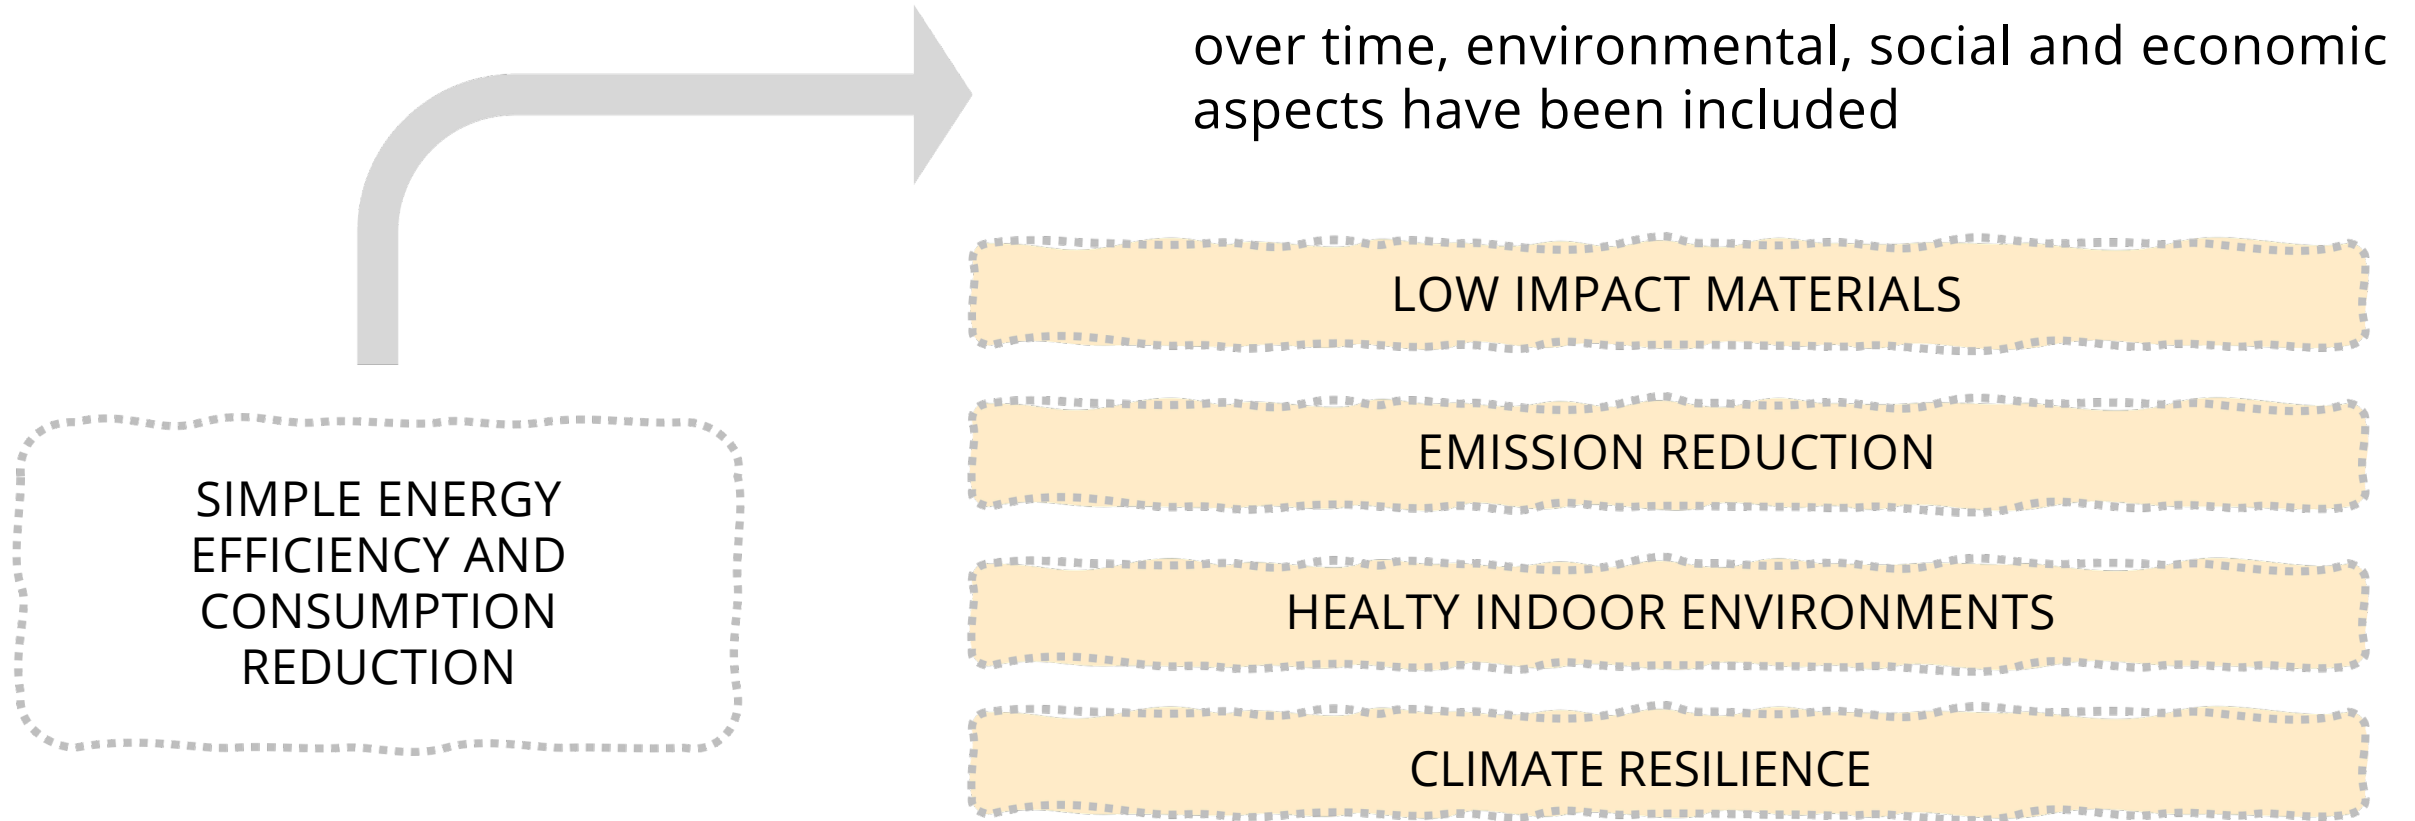 over time, environmental, social and economic
aspects have been included
LOW IMPACT MATERIALS
EMISSION REDUCTION
HEALTY INDOOR ENVIRONMENTS
CLIMATE RESILIENCE
SIMPLE ENERGY
EFFICIENCY AND
CONSUMPTION
REDUCTION